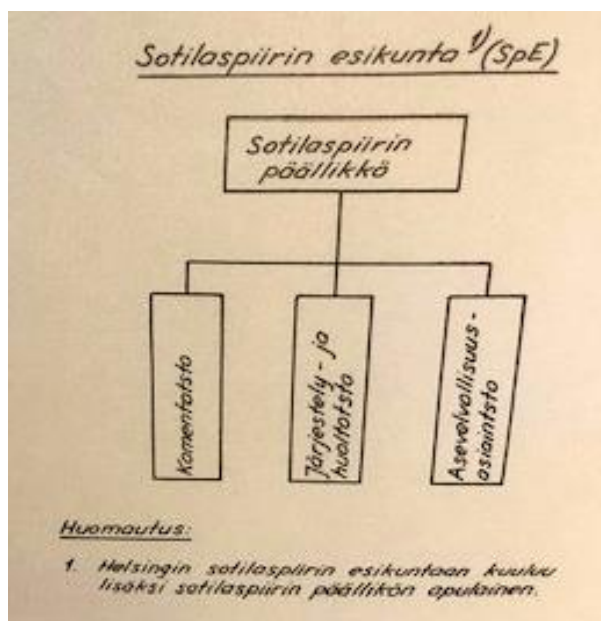 Sotilaspiirin esikunta 1) (SpE)
Sotilaspiirin
päällikkö
Komentotsto
Järjestely- ja
huoltotsto
Asevelvollisuus-
asiaintsto
Huomautus:
1. Helsingin sotilaspiirin esikuntaan kuuluu
lisäksi sotilaspiirin päällikön apulainen.